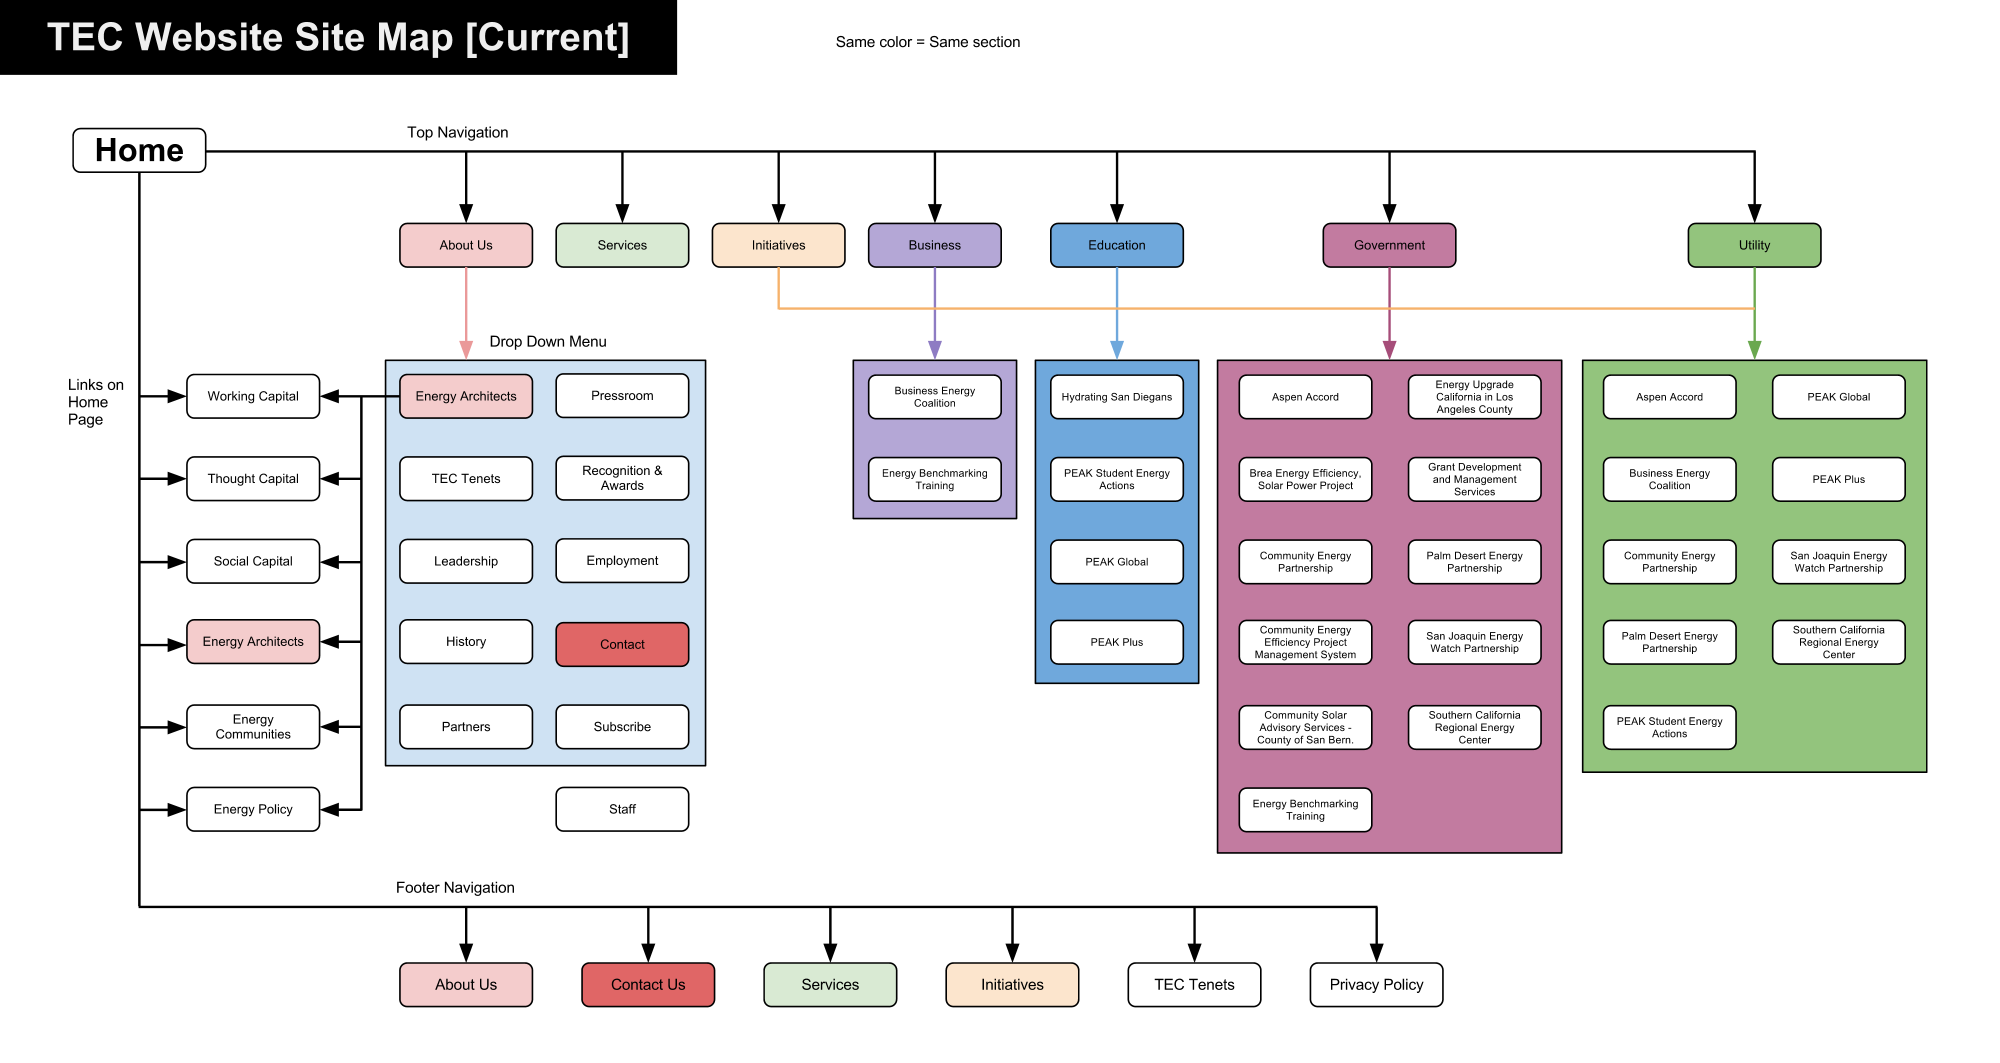 TEC Website Site Map [Current]
Same color = Same section
Home
Top Navigation
About Us
Services
Initiatives
Business
Education
Government
Utility
Links on
Home
Page
Working Capital
Thought Capital
Social Capital
Energy Architects
Energy
Communities
Energy Policy
Drop Down Menu
Energy Architects
Pressroom
TEC Tenets
Recognition &
Awards
Leadership
Employment
History
Contact
Partners
Subscribe
Staff
Business Energy
Coalition
Energy Benchmarking
Training
Hydrating San Diegans
PEAK Student Energy
Actions
PEAK Global
PEAK Plus
Aspen Accord
Energy Upgrade
California in Los
Angeles County
Brea Energy Efficiency,
Solar Power Project
Grant Development
and Management
Services
Community Energy
Partnership
Palm Desert Energy
Partnership
Community Energy
Efficiency Project
Management System
San Joaquin Energy
Watch Partnership
Community Solar
Advisory Services -
County of San Bern.
Southern California
Regional Energy
Center
Energy Benchmarking
Training
Aspen Accord
PEAK Global
Business Energy
Coalition
PEAK Plus
Community Energy
Partnership
San Joaquin Energy
Watch Partnership
Palm Desert Energy
Partnership
Southern California
Regional Energy
Center
PEAK Student Energy
Actions
Footer Navigation
About Us
Contact Us
Services
Initiatives
TEC Tenets
Privacy Policy